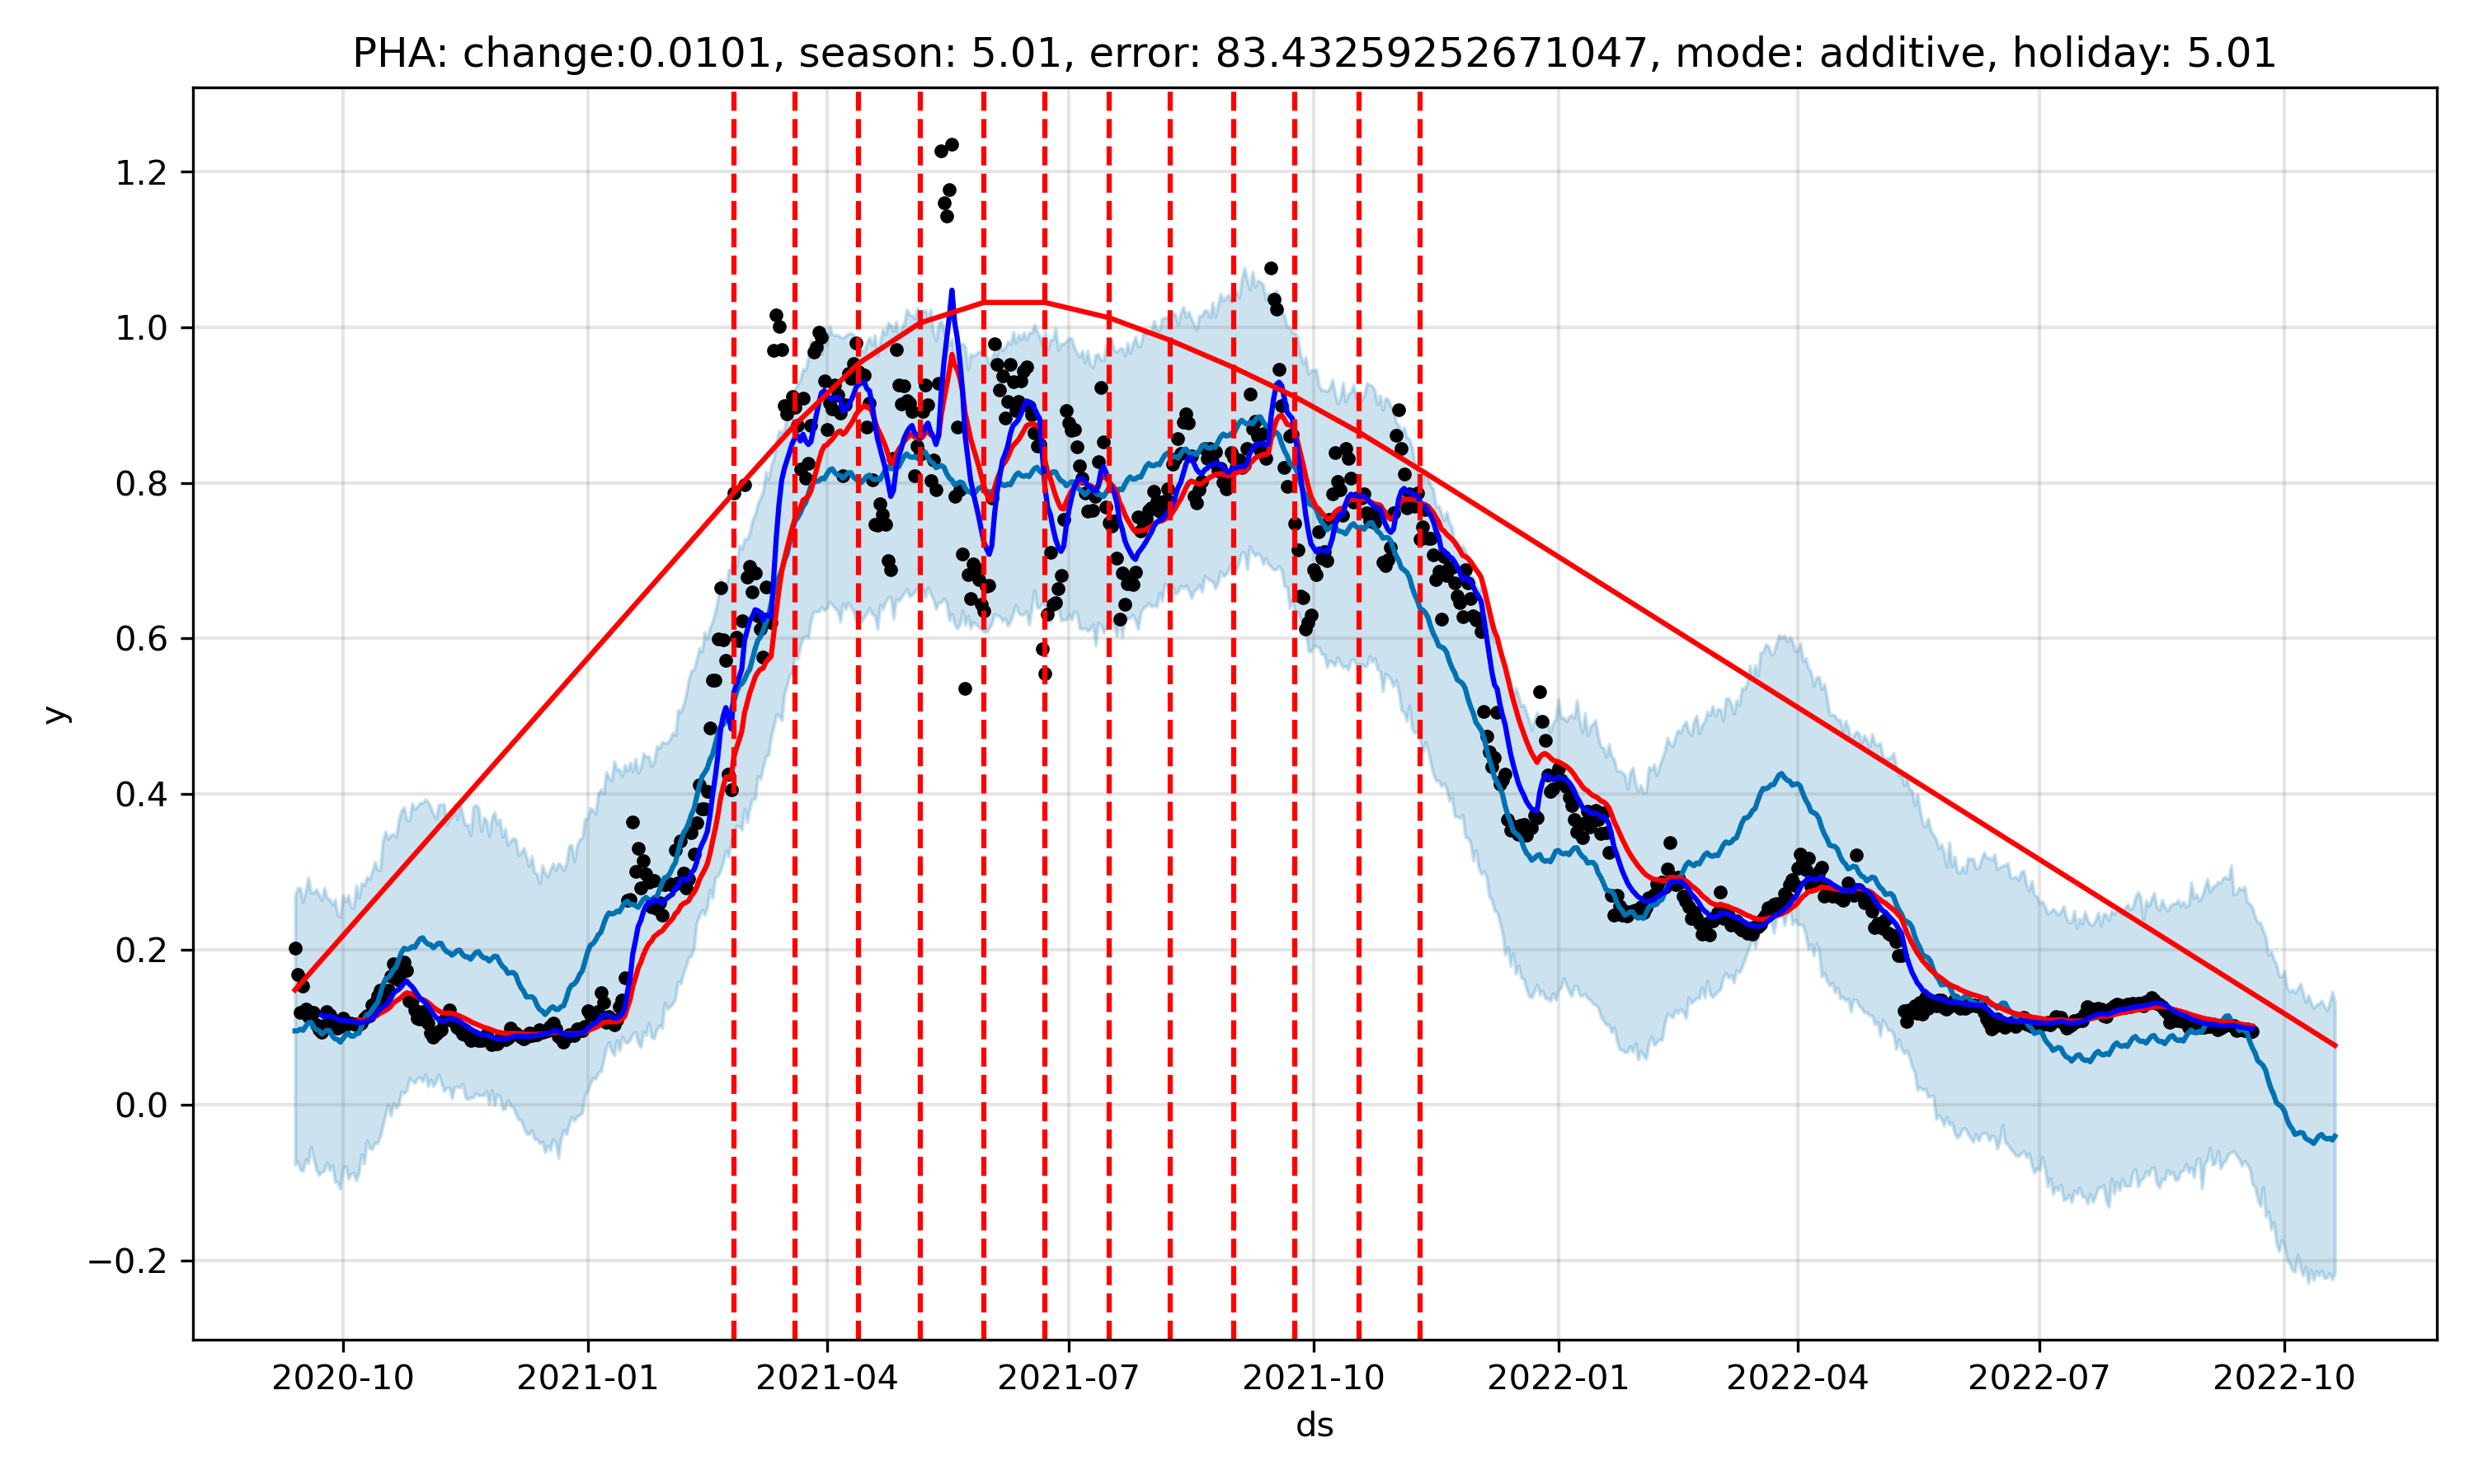 PHA: change:0.0101, season: 5.01, error: 83.43259252671047, mode: additive, holiday: 5.01
1.2
1.0
0.8
0.6
0.4
0.2
0.0
−0.2
y
2020-10 2021-01 2021-04 2021-07 2021-10 2022-01 2022-04 2022-07 2022-10
ds